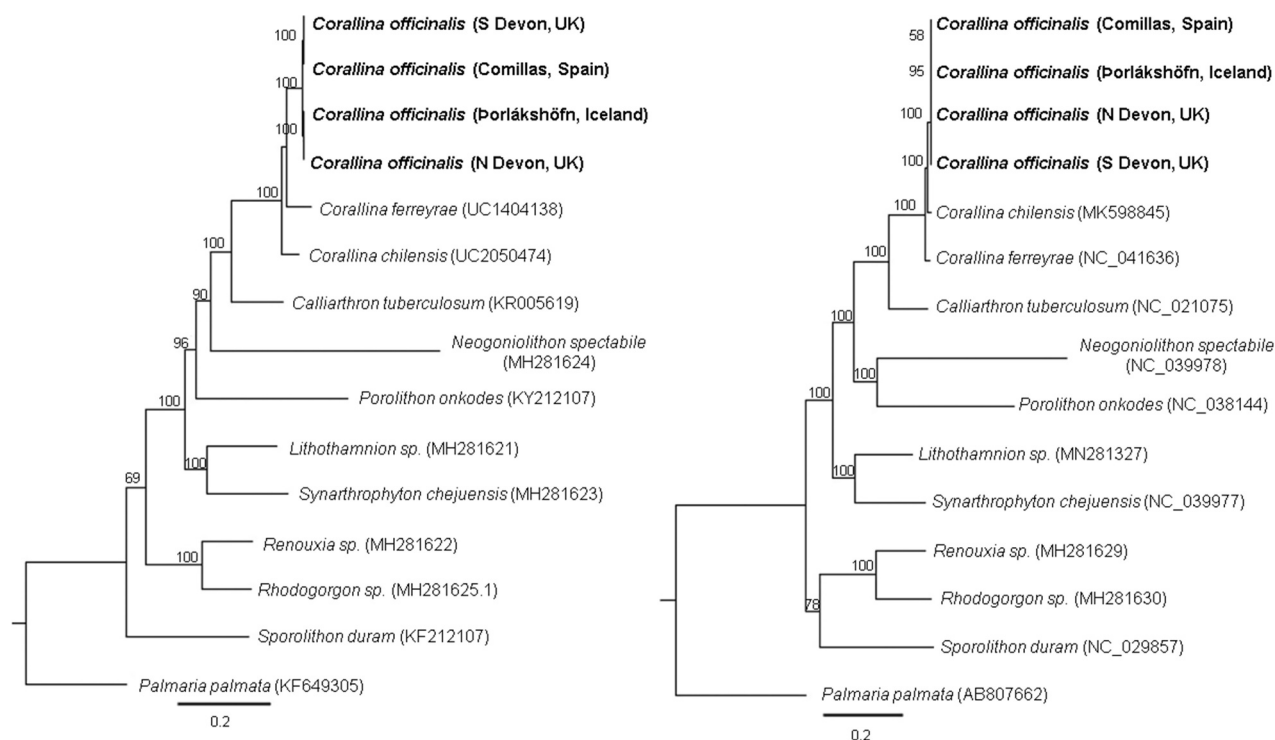 100
Corallina officinalis (S Devon, UK)
100
Corallina officinalis (Comillas, Spain)
100
Corallina officinalis (Þorlákshöfn, Iceland)
Corallina officinalis (N Devon, UK)
100
Corallina ferreyrae (UC1404138)
100
Corallina chilensis (UC2050474)
90
Calliarthron tuberculosum (KR005619)
96
Neogoniolithon spectabile
(MH281624)
100
Porolithon onkodes (KY212107)
Lithothamnion sp. (MH281621)
100
Synarthrophyton chejuensis (MH281623)
69
Renouxia sp. (MH281622)
100
Rhodogorgon sp. (MH281625.1)
Sporolithon duram (KF212107)
Palmaria palmata (KF649305)
0.2
58
Corallina officinalis (Comillas, Spain)
95
Corallina officinalis (Þorlákshöfn, Iceland)
100
Corallina officinalis (N Devon, UK)
100
Corallina officinalis (S Devon, UK)
100
Corallina chilensis (MK598845)
100
Corallina ferreyrae (NC_041636)
Calliarthron tuberculosum (NC_021075)
100
Neogoniolithon spectabile
(NC_039978)
100
Porolithon onkodes (NC_038144)
100
Lithothamnion sp. (MN281327)
100
Synarthrophyton chejuensis (NC_039977)
Renouxia sp. (MH281629)
100
Rhodogorgon sp. (MH281630)
78
Sporolithon duram (NC_029857)
Palmaria palmata (AB807662)
0.2